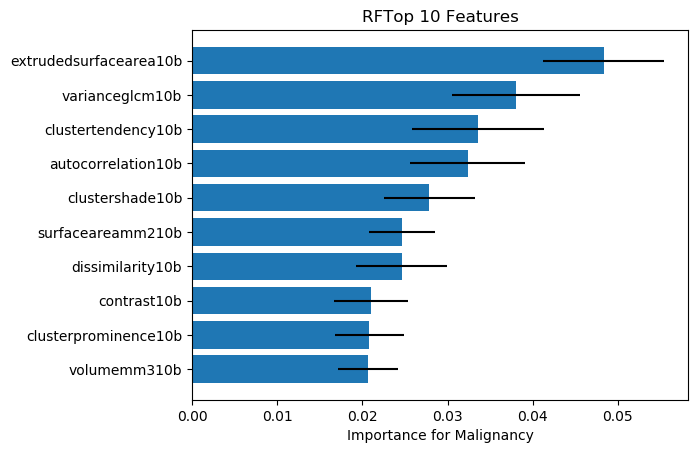 RFTop 10 Features
extrudedsurfacearea10b
varianceglcm10b
clustertendency10b
autocorrelation10b
clustershade10b
surfaceareamm210b
dissimilarity10b
contrast10b
clusterprominence10b
volumemm310b
0.00 0.01 0.02 0.03 0.04 0.05
Importance for Malignancy